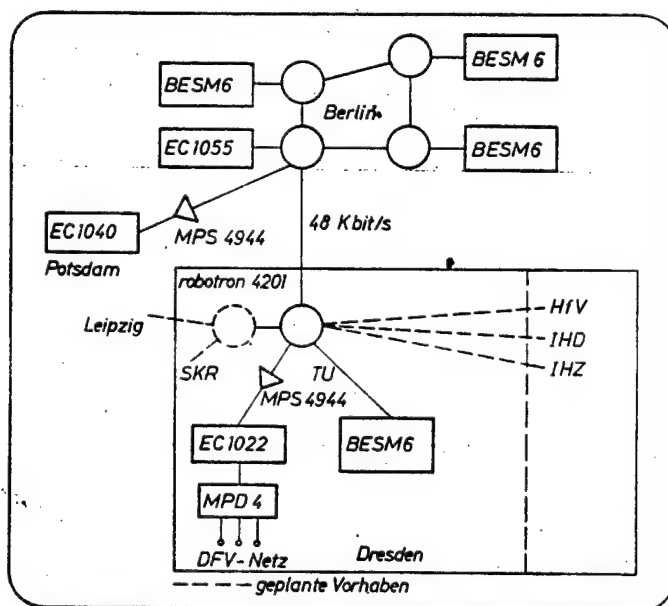 BESM6
BESM 6
Berlin
EC1055
BESM6
EC1040
MPS 4944
48 Kbit/s
Potsdam
robotron 4201
HfV
Leipzig
IHD
SKR
TU
IHZ
MPS 4944
EC1022
BESM6
MPD 4
DFV-Netz
Dresden
geplante Vorhaben